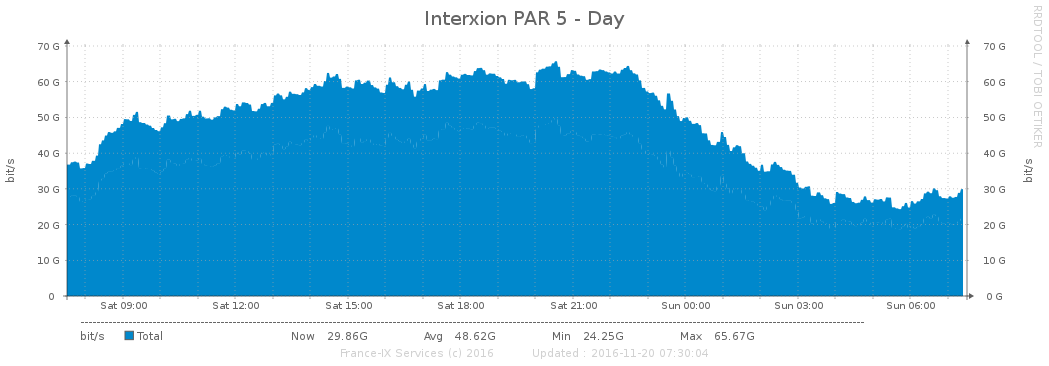 Interxion PAR 5 - Day
RRDTOOL / TOBI OETIKER
70 G 70 G
60 G 60 G
50 G 50 G
40 G 40 G
30 G 30 G
20 G 20 G
10 G 10 G
0 0 G
bit/s bit/s
Sat 09:00 Sat 12:00 Sat 15:00 Sat 18:00 Sat 21:00 Sun 00:00 Sun 03:00 Sun 06:00
bit/s Total Now 29.86G Avg 48.62G Min 24.25G Max 65.67G
France-IX Services (c) 2016 Updated : 2016-11-20 07:30:04